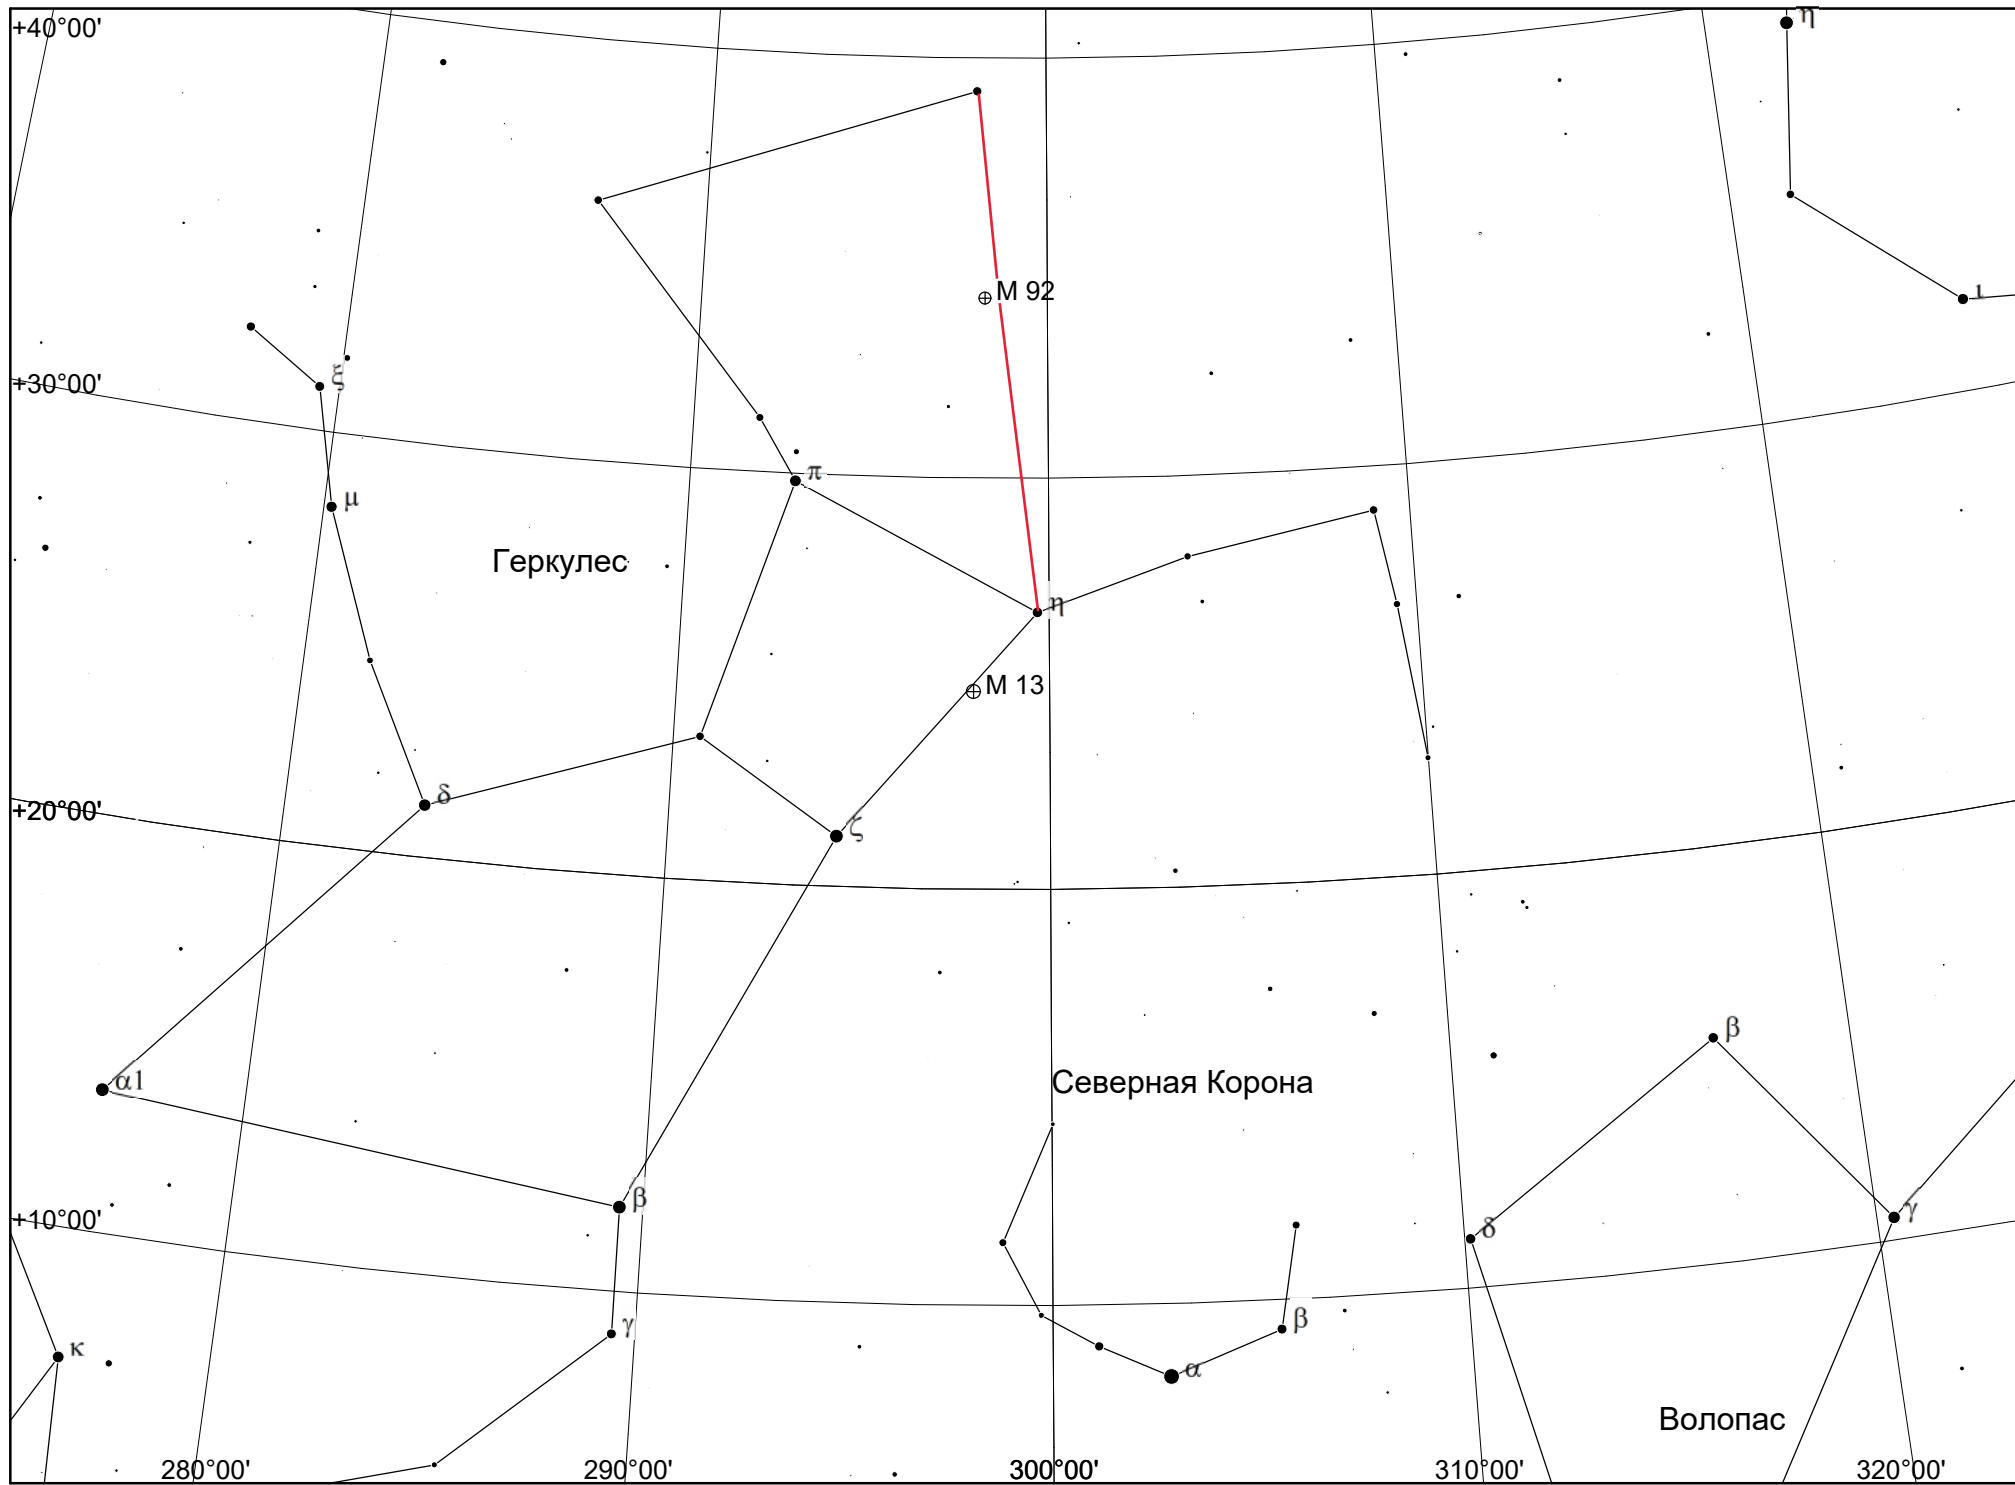 +40°00'
η
M 92
ι
+30°00'
ξ
π
μ
Геркулес
η
M 13
δ
+20°00'
ζ
β
α1
Северная Корона
β
γ
+10°00'
δ
β
γ
κ
α
Волопас
280°00'
290°00'
300°00'
310°00'
320°00'